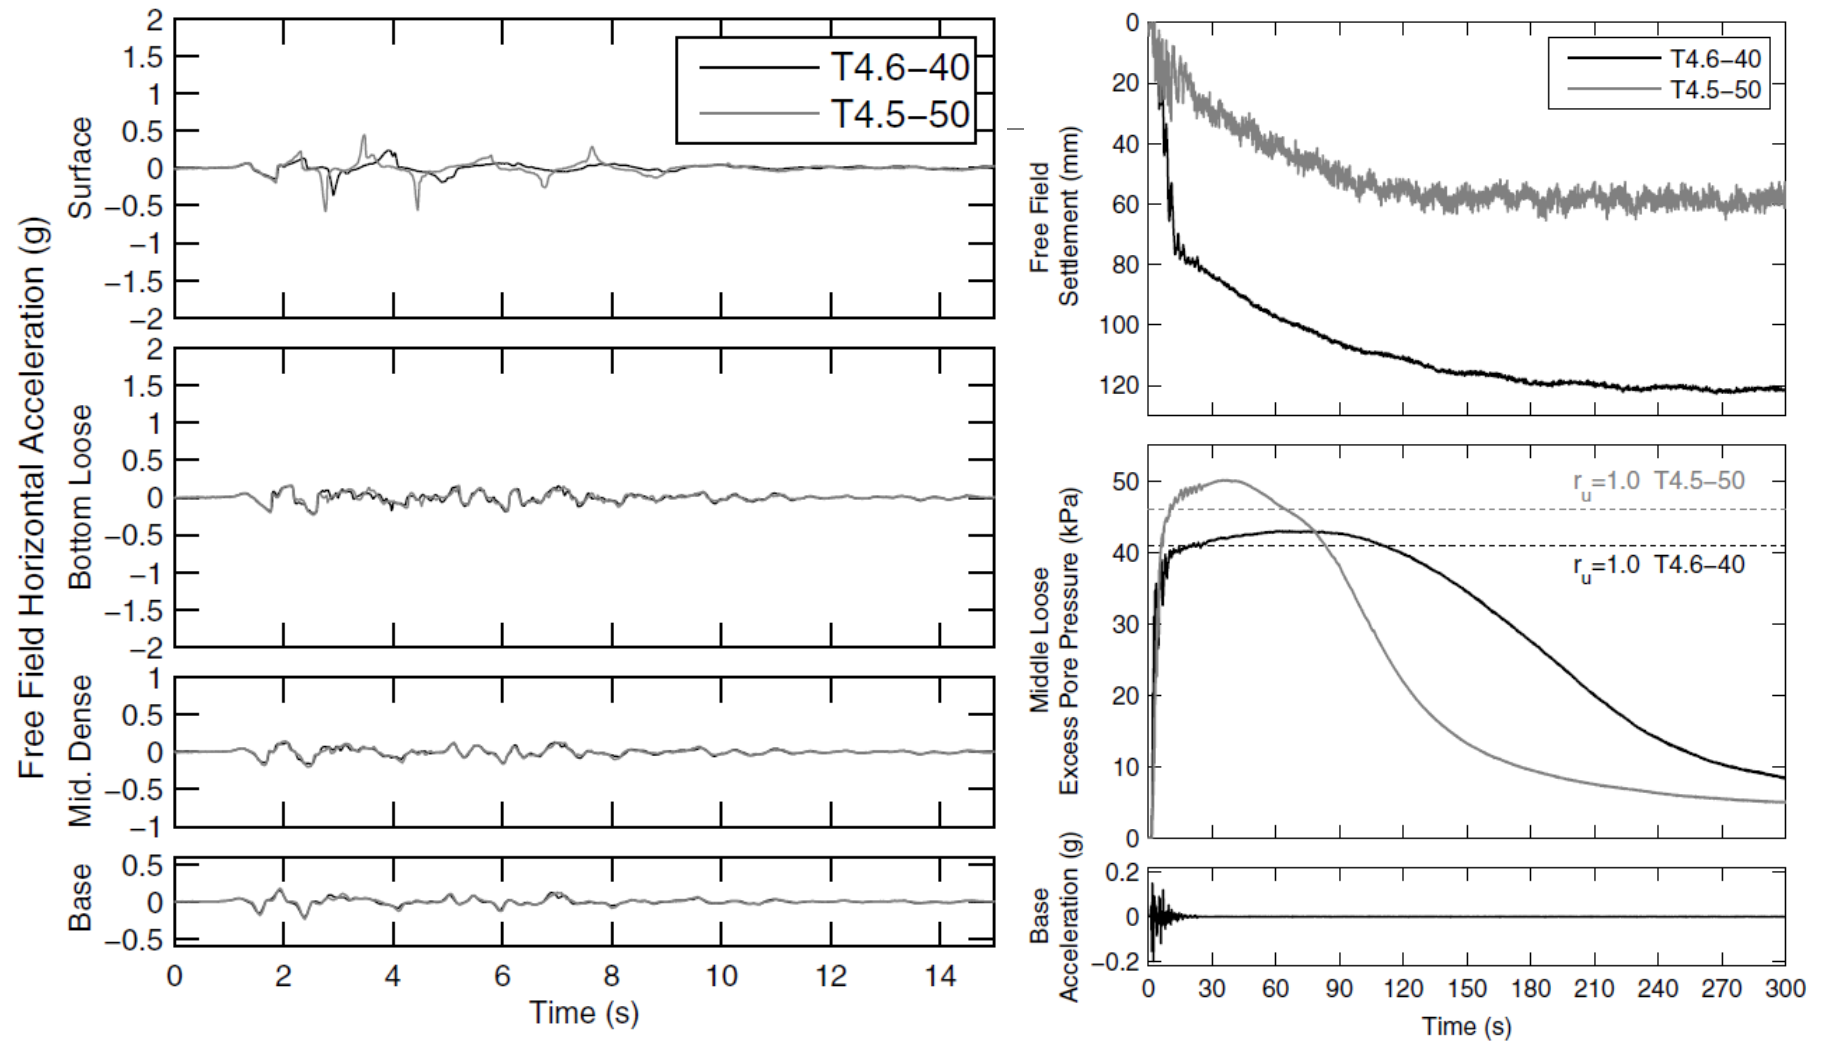 Free Field Horizontal Acceleration (g)
Surface
2
1.5
1
0.5
0
−0.5
−1
−1.5
−2
T4.6−40
T4.5−50
Bottom Loose
2
1.5
1
0.5
0
−0.5
−1
−1.5
−2
Mid. Dense
1
0.5
0
−0.5
−1
Base
0.5
0
−0.5
0 2 4 6 8 10 12 14
Time (s)
Free Field
Settlement (mm)
0
20
40
60
80
100
120
T4.6−40
T4.5−50
Middle Loose
Excess Pore Pressure (kPa)
50
40
30
20
10
0
ru=1.0 T4.5−50
ru=1.0 T4.6−40
Base
Acceleration (g)
0.2
0
−0.2
0 30 60 90 120 150 180 210 240 270 300
Time (s)